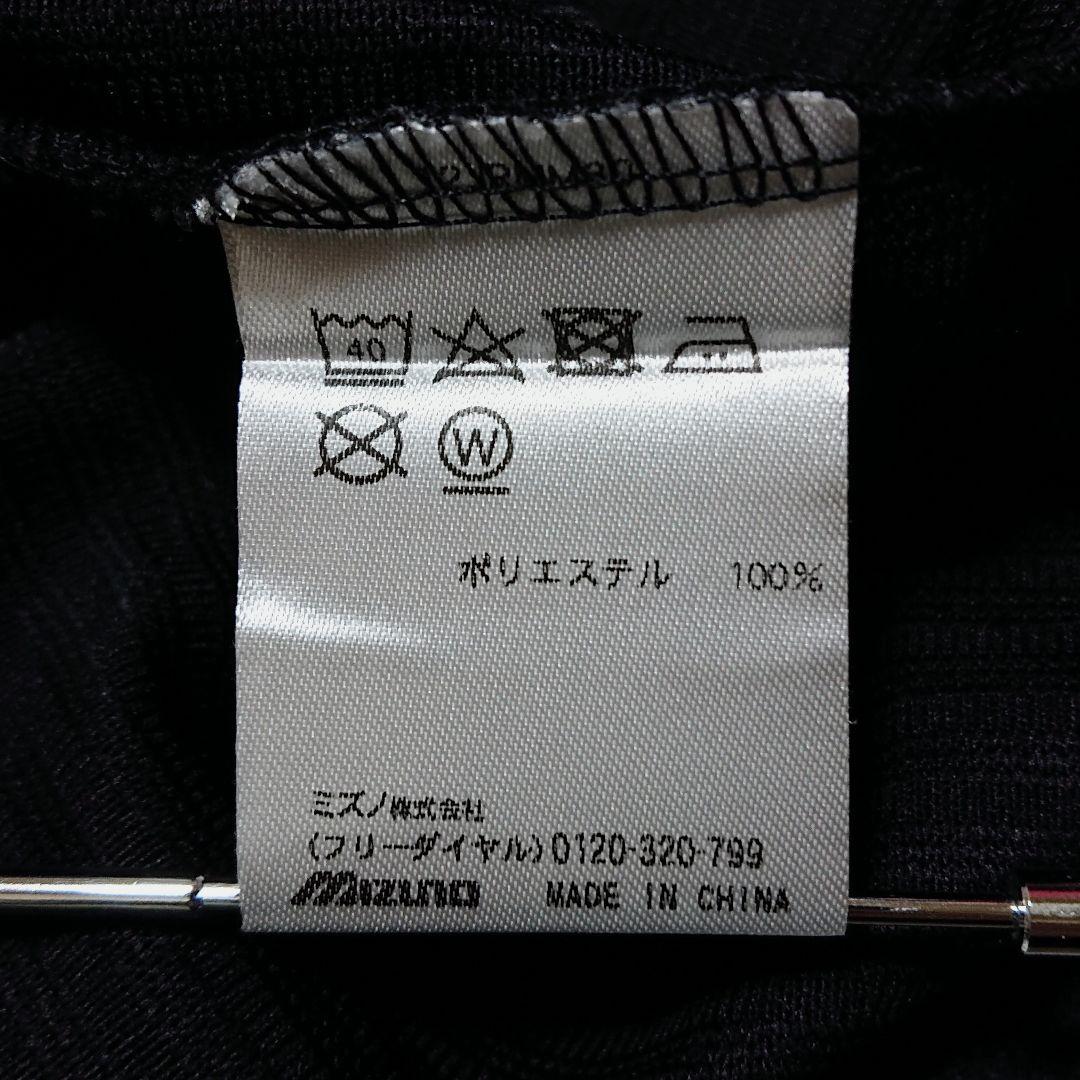 40
W
ポリエステル 100%
ミズノ株式会社
(フリーダイヤル)0120-320-799
MIZUNO MADE IN CHINA